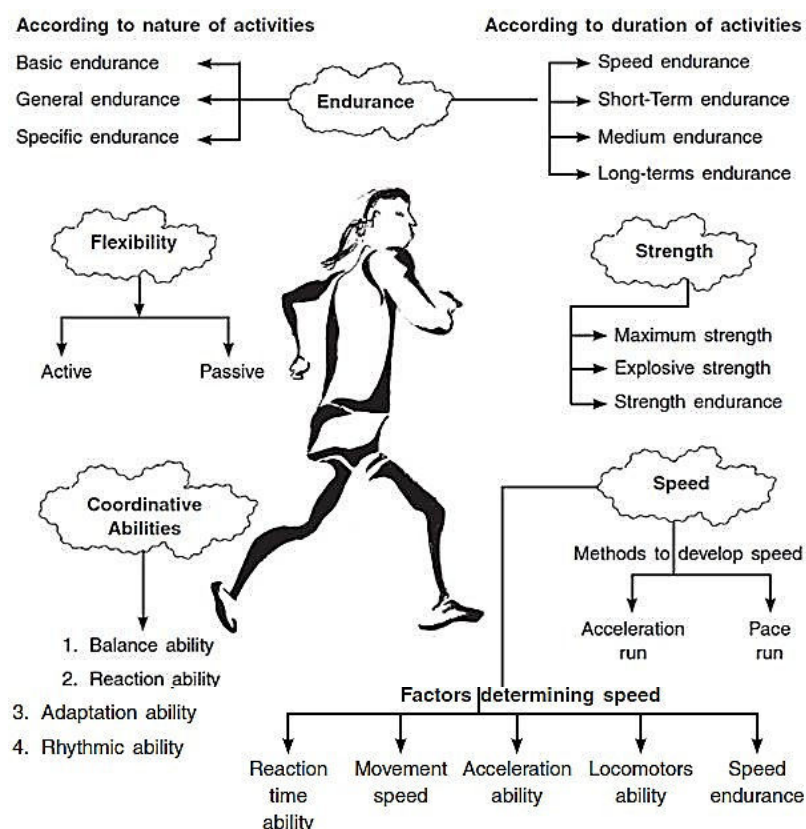 According to nature of activities
Basic endurance
General endurance
Specific endurance
Endurance
According to duration of activities
Speed endurance
Short-Term endurance
Medium endurance
Long-terms endurance
Flexibility
Active
Passive
Strength
Maximum strength
Explosive strength
Strength endurance
Coordinative
Abilities
1. Balance ability
2. Reaction ability
3. Adaptation ability
4. Rhythmic ability
Speed
Methods to develop speed
Acceleration
run
Pace
run
Factors determining speed
Reaction
time
ability
Movement
speed
Acceleration
ability
Locomotors
ability
Speed
endurance